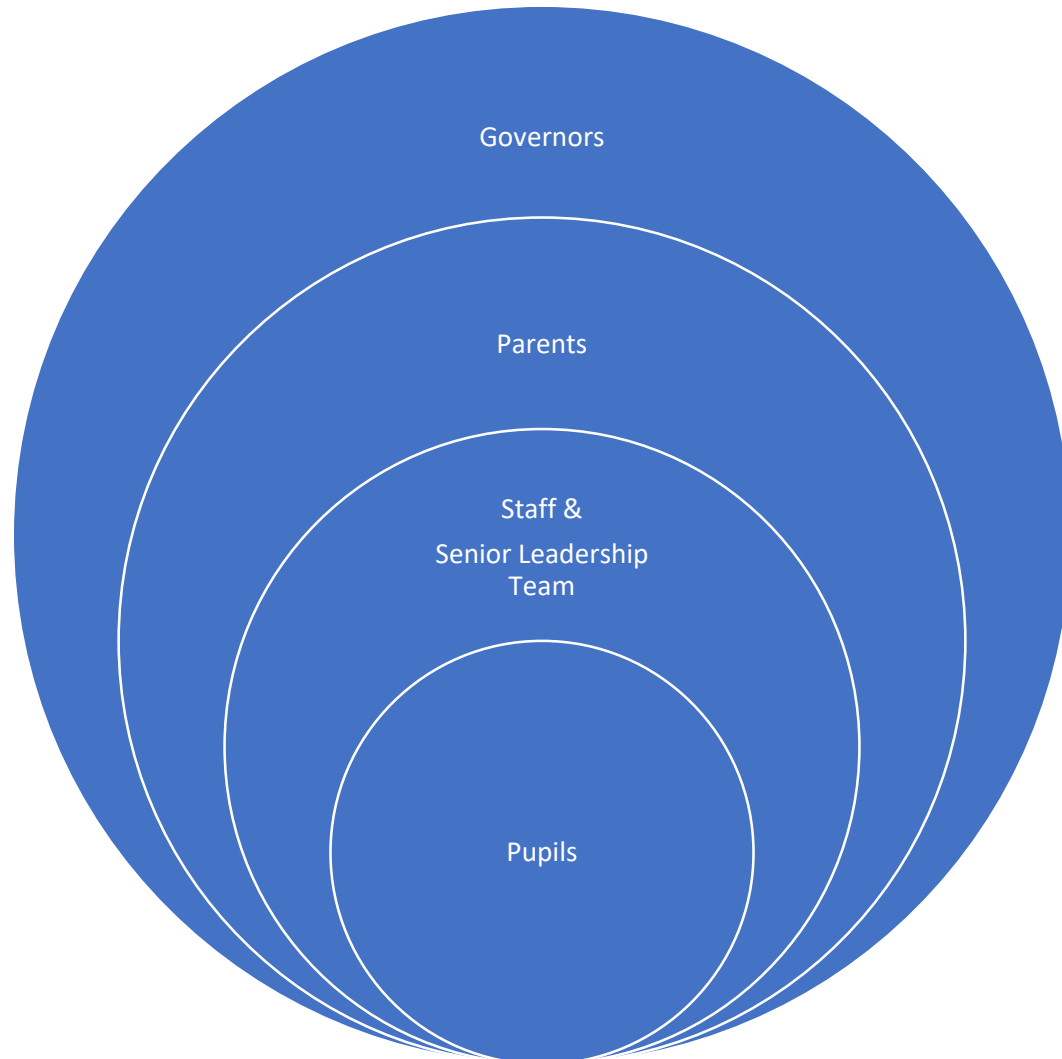 Governors
Parents
Staff &
Senior Leadership
Team
Pupils